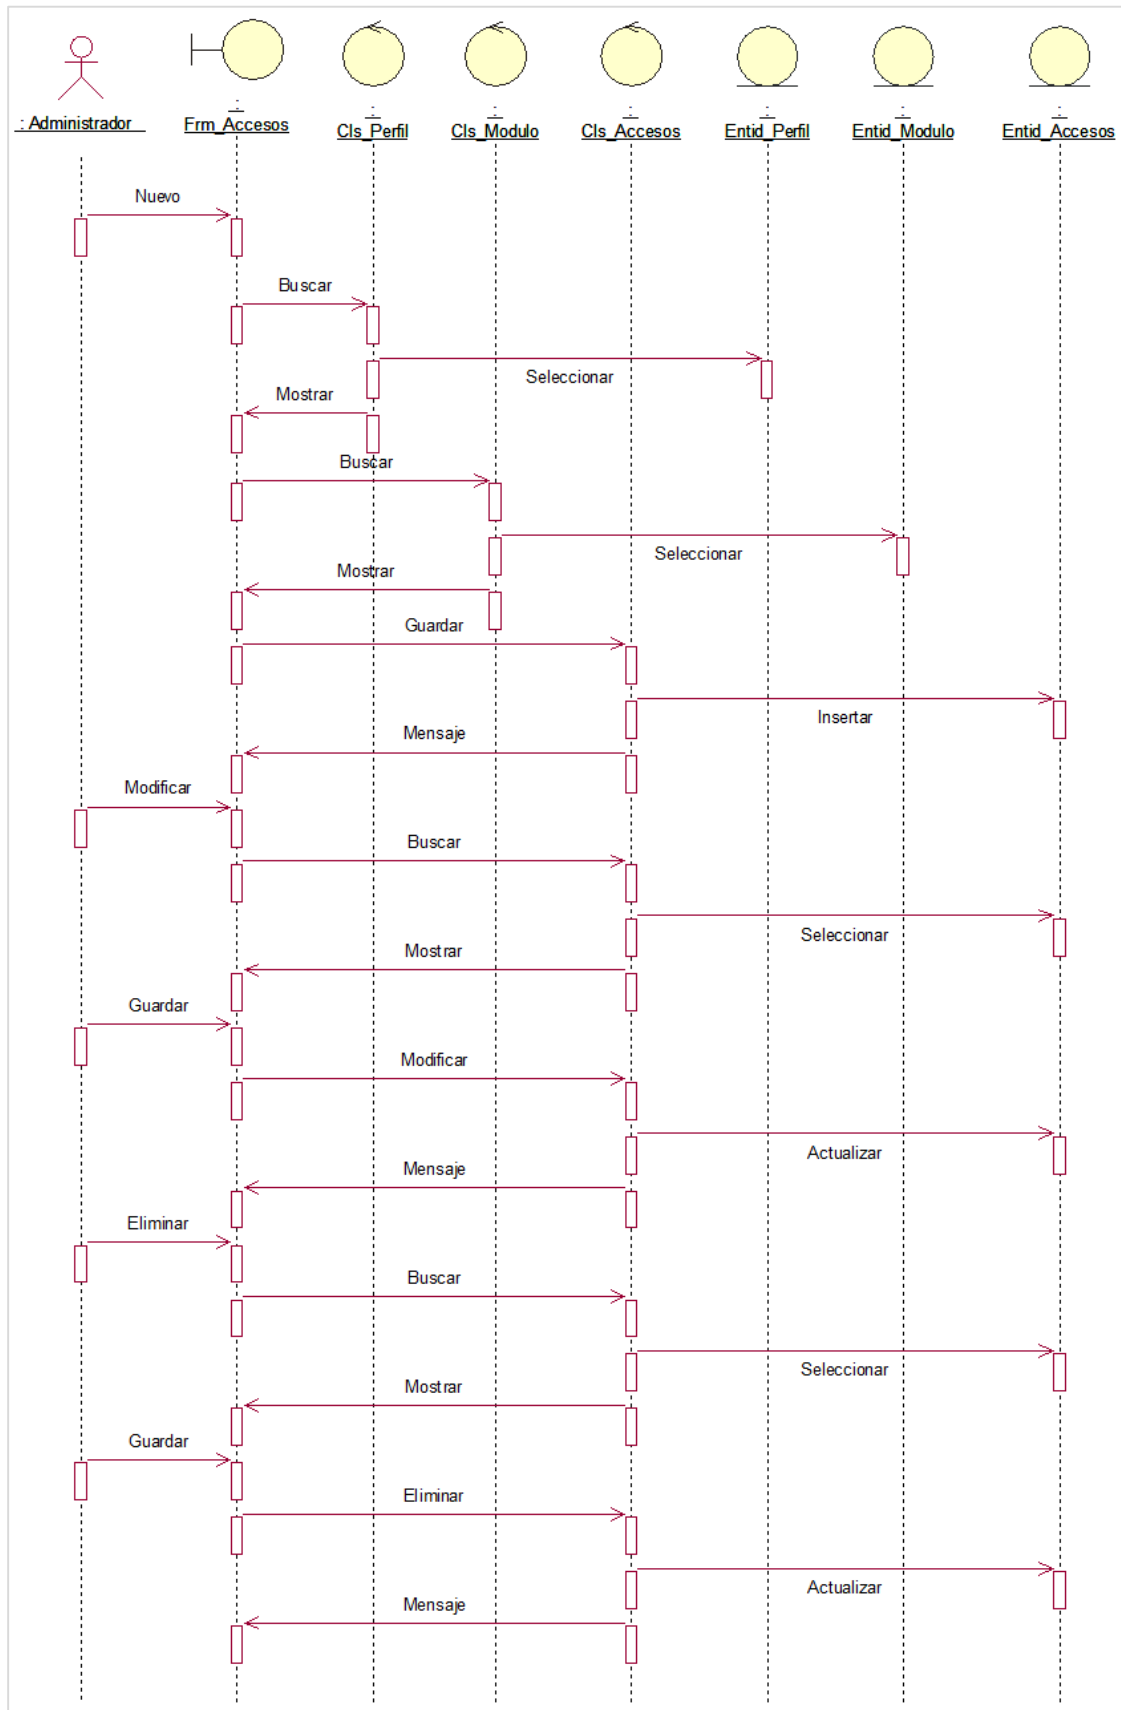 : Administrador
:
Frm_Accesos
:
Cls_Perfil
:
Cls_Modulo
:
Cls_Accesos
:
Entid_Perfil
:
Entid_Modulo
:
Entid_Accesos
Nuevo
Buscar
Seleccionar
Mostrar
Buscar
Seleccionar
Mostrar
Guardar
Insertar
Mensaje
Modificar
Buscar
Seleccionar
Mostrar
Guardar
Modificar
Actualizar
Mensaje
Eliminar
Buscar
Seleccionar
Mostrar
Guardar
Eliminar
Actualizar
Mensaje